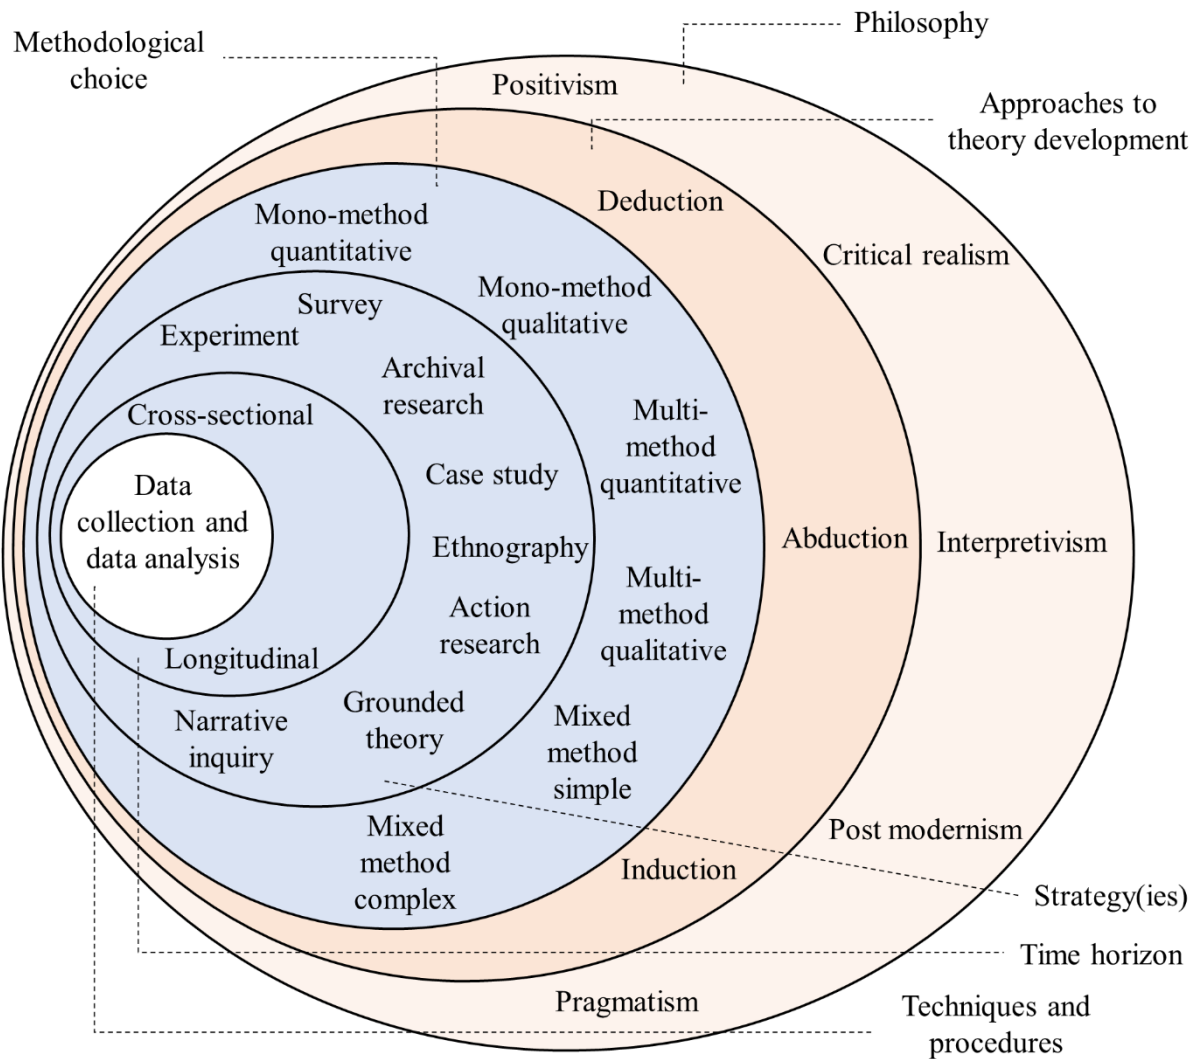 Philosophy
Methodological
choice
Positivism
Approaches to
theory development
Deduction
Mono-method
quantitative
Critical realism
Mono-method
qualitative
Survey
Experiment
Archival
research
Cross-sectional
Multi-
method
quantitative
Case study
Data
collection and
data analysis
Ethnography
Abduction
Interpretivism
Multi-
method
qualitative
Action
research
Longitudinal
Grounded
theory
Narrative
inquiry
Mixed
method
simple
Mixed
method
complex
Post modernism
Induction
Strategy(ies)
Time horizon
Pragmatism
Techniques and
procedures